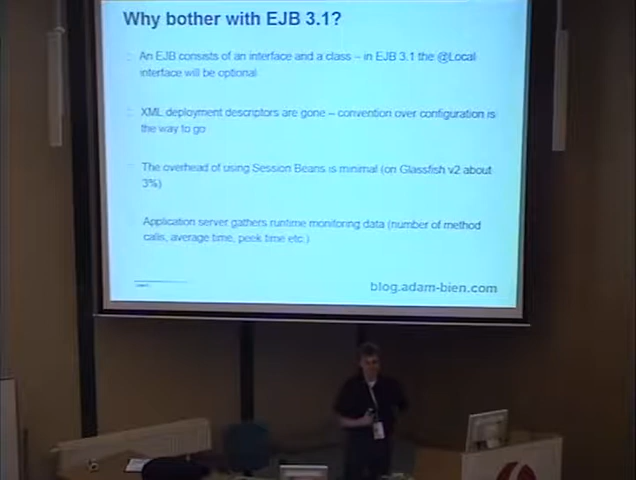 Why bother with EJB 3.1?
An EJB consists of an interface and a class – in EJB 3.1 the @Local
interface will be optional
XML deployment descriptors are gone – convention over configuration is
the way to go
The overhead of using Session Beans is minimal (on Glassfish v2 about
3%)
Application server gathers runtime monitoring data (number of method
calls, average time, peek time etc.)
blog.adam-bien.com